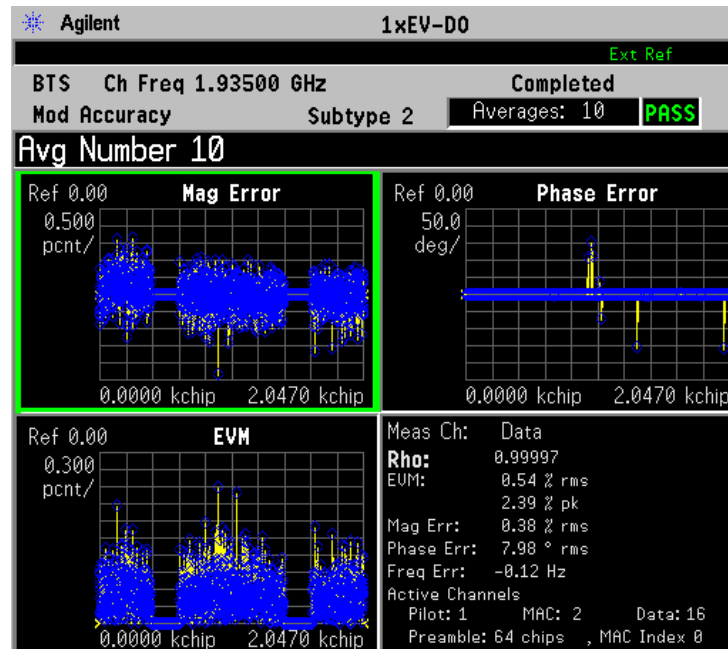 Agilent 1xEV-DO
Ext Ref
BTS Ch Freq 1.93500 GHz Completed
Mod Accuracy Subtype 2 Averages: 10 PASS
Avg Number 10
Ref 0.00 Mag Error
0.500
pcnt/
0.0000 kchip 2.0470 kchip
Ref 0.00 Phase Error
50.0
deg/
0.0000 kchip 2.0470 kchip
Ref 0.00 EVM
0.300
pcnt/
0.0000 kchip 2.0470 kchip
Meas Ch: Data
Rho: 0.99997
EVM: 0.54 % rms
2.39 % pk
Mag Err: 0.38 % rms
Phase Err: 7.98 ° rms
Freq Err: -0.12 Hz
Active Channels
Pilot: 1 MAC: 2 Data: 16
Preamble: 64 chips , MAC Index 0